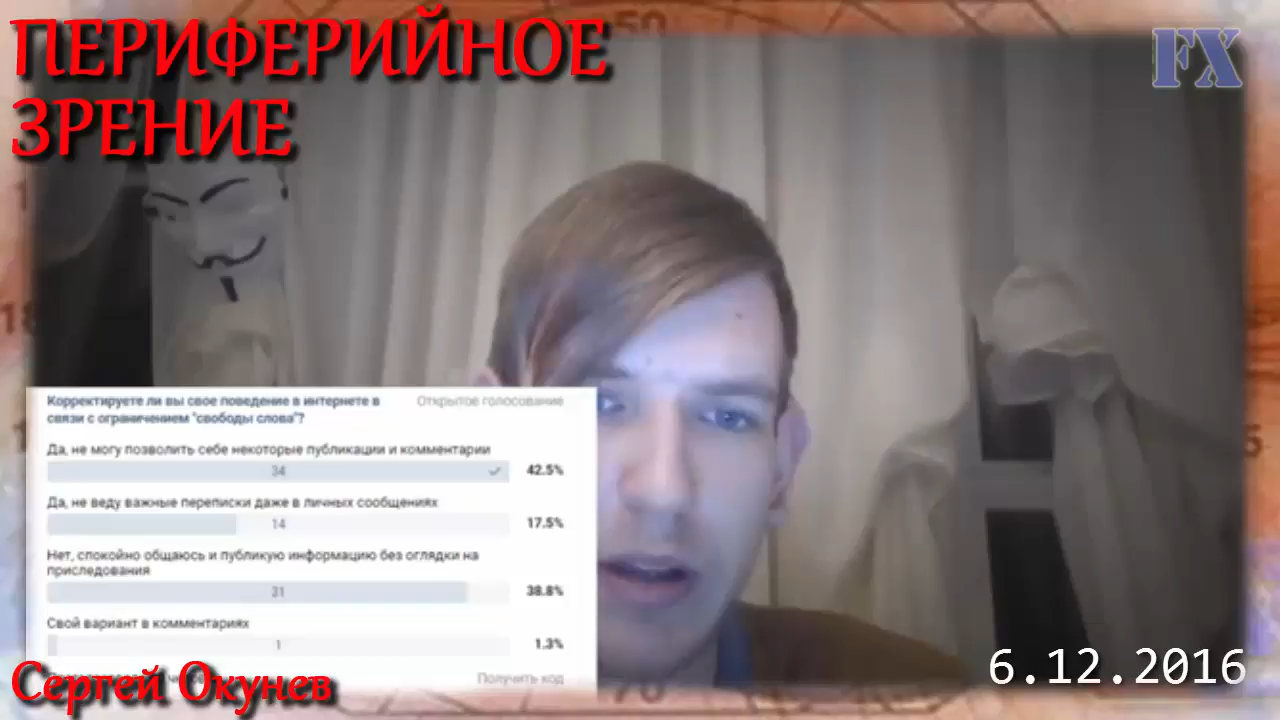 ПЕРИФЕРИЙНОЕ
ЗРЕНИЕ
FX
50
Корректируете ли вы свое поведение в интернете в
связи с ограничением "свободы слова"?
Открытое голосование
Да, не могу позволить себе некоторые публикации и комментарии
34
42.5%
Да, не веду важные переписки даже в личных сообщениях
14
17.5%
Нет, спокойно общаюсь и публикую информацию без оглядки на
приследования
31
38.8%
Свой вариант в комментариях
1
1.3%
Получить код
Сергей Окунев
70
6.12.2016